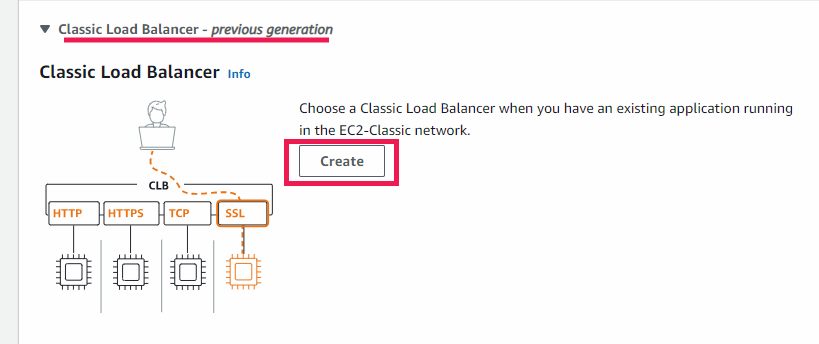 Classic Load Balancer - previous generation
Classic Load Balancer Info
Choose a Classic Load Balancer when you have an existing application running
in the EC2-Classic network.
Create
CLB
HTTP HTTPS TCP SSL